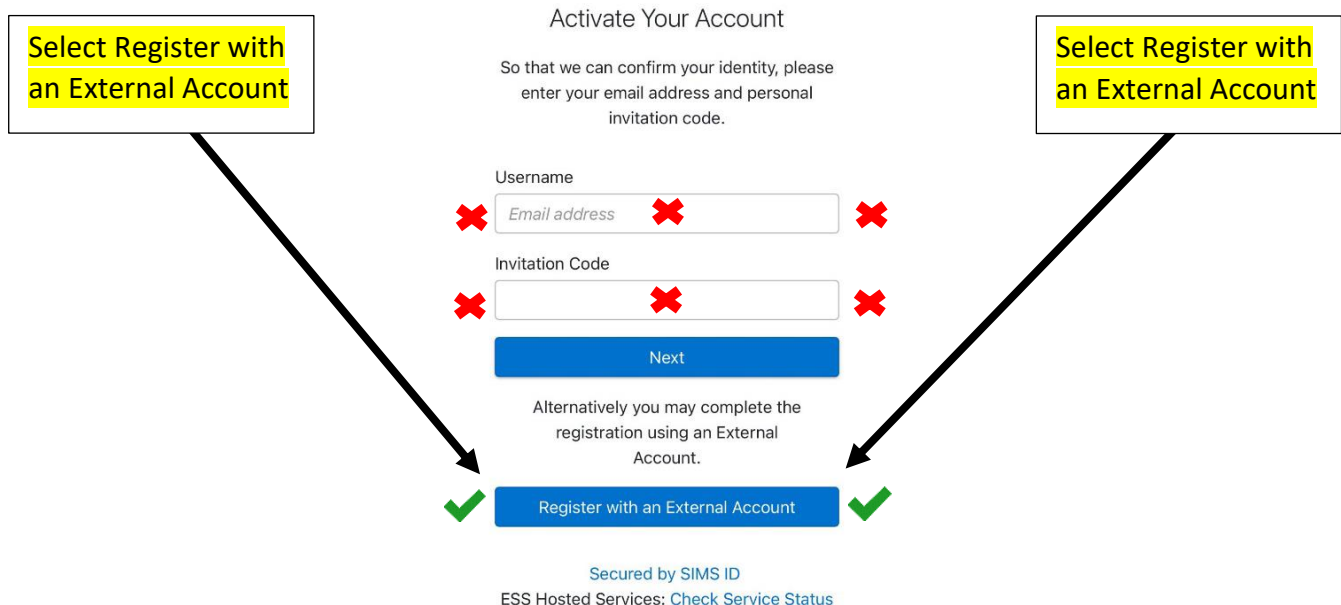 Activate Your Account
Select Register with
an External Account
Select Register with
an External Account
So that we can confirm your identity, please
enter your email address and personal
invitation code.
Username
Email address
Invitation Code
Next
Alternatively you may complete the
registration using an External
Account.
Register with an External Account
Secured by SIMS ID
ESS Hosted Services: Check Service Status